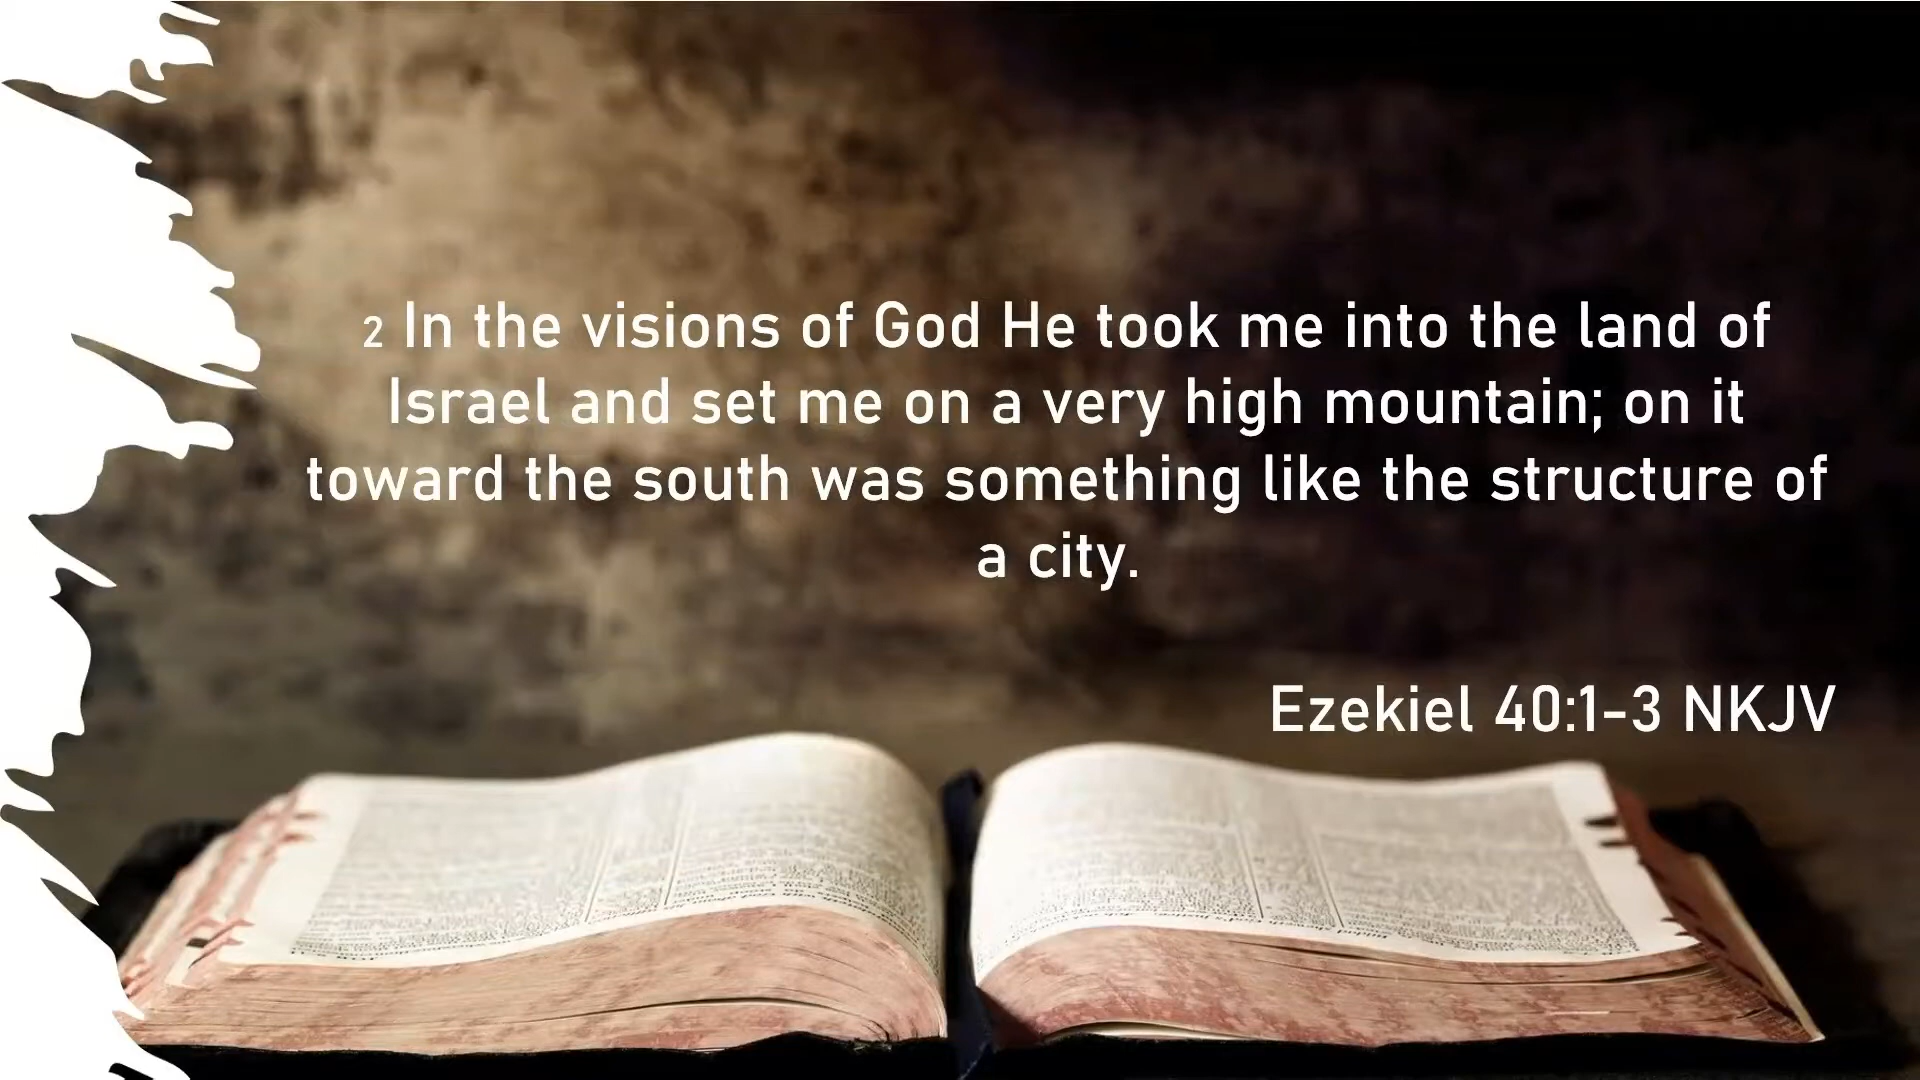 2 In the visions of God He took me into the land of
Israel and set me on a very high mountain; on it
toward the south was something like the structure of
a city.
Ezekiel 40:1-3 NKJV